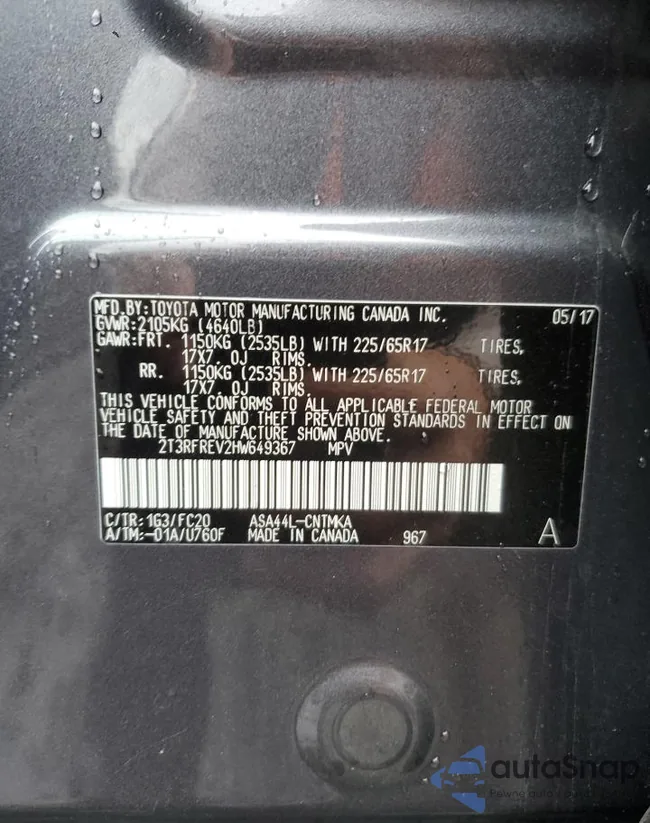 MFD.BY:TOYOTA MOTOR MANUFACTURING CANADA INC. 05/17
GVWR:2105KG (4640LB)
GAWR:FRT. 1150KG (2535LB) WITH 225/65R17 TIRES,
17X7.0J RIMS.
RR. 1150KG (2535LB) WITH 225/65R17 TIRES,
17X7.0J RIMS.
THIS VEHICLE CONFORMS TO ALL APPLICABLE FEDERAL MOTOR
VEHICLE SAFETY AND THEFT PREVENTION STANDARDS IN EFFECT ON
THE DATE OF MANUFACTURE SHOWN ABOVE.
2T3RFREV2HW649367 MPV
C/TR:1G3/FC20 ASA44L-CNTMKA
A/TM:-01A/U760F MADE IN CANADA 967 A
autoSnap